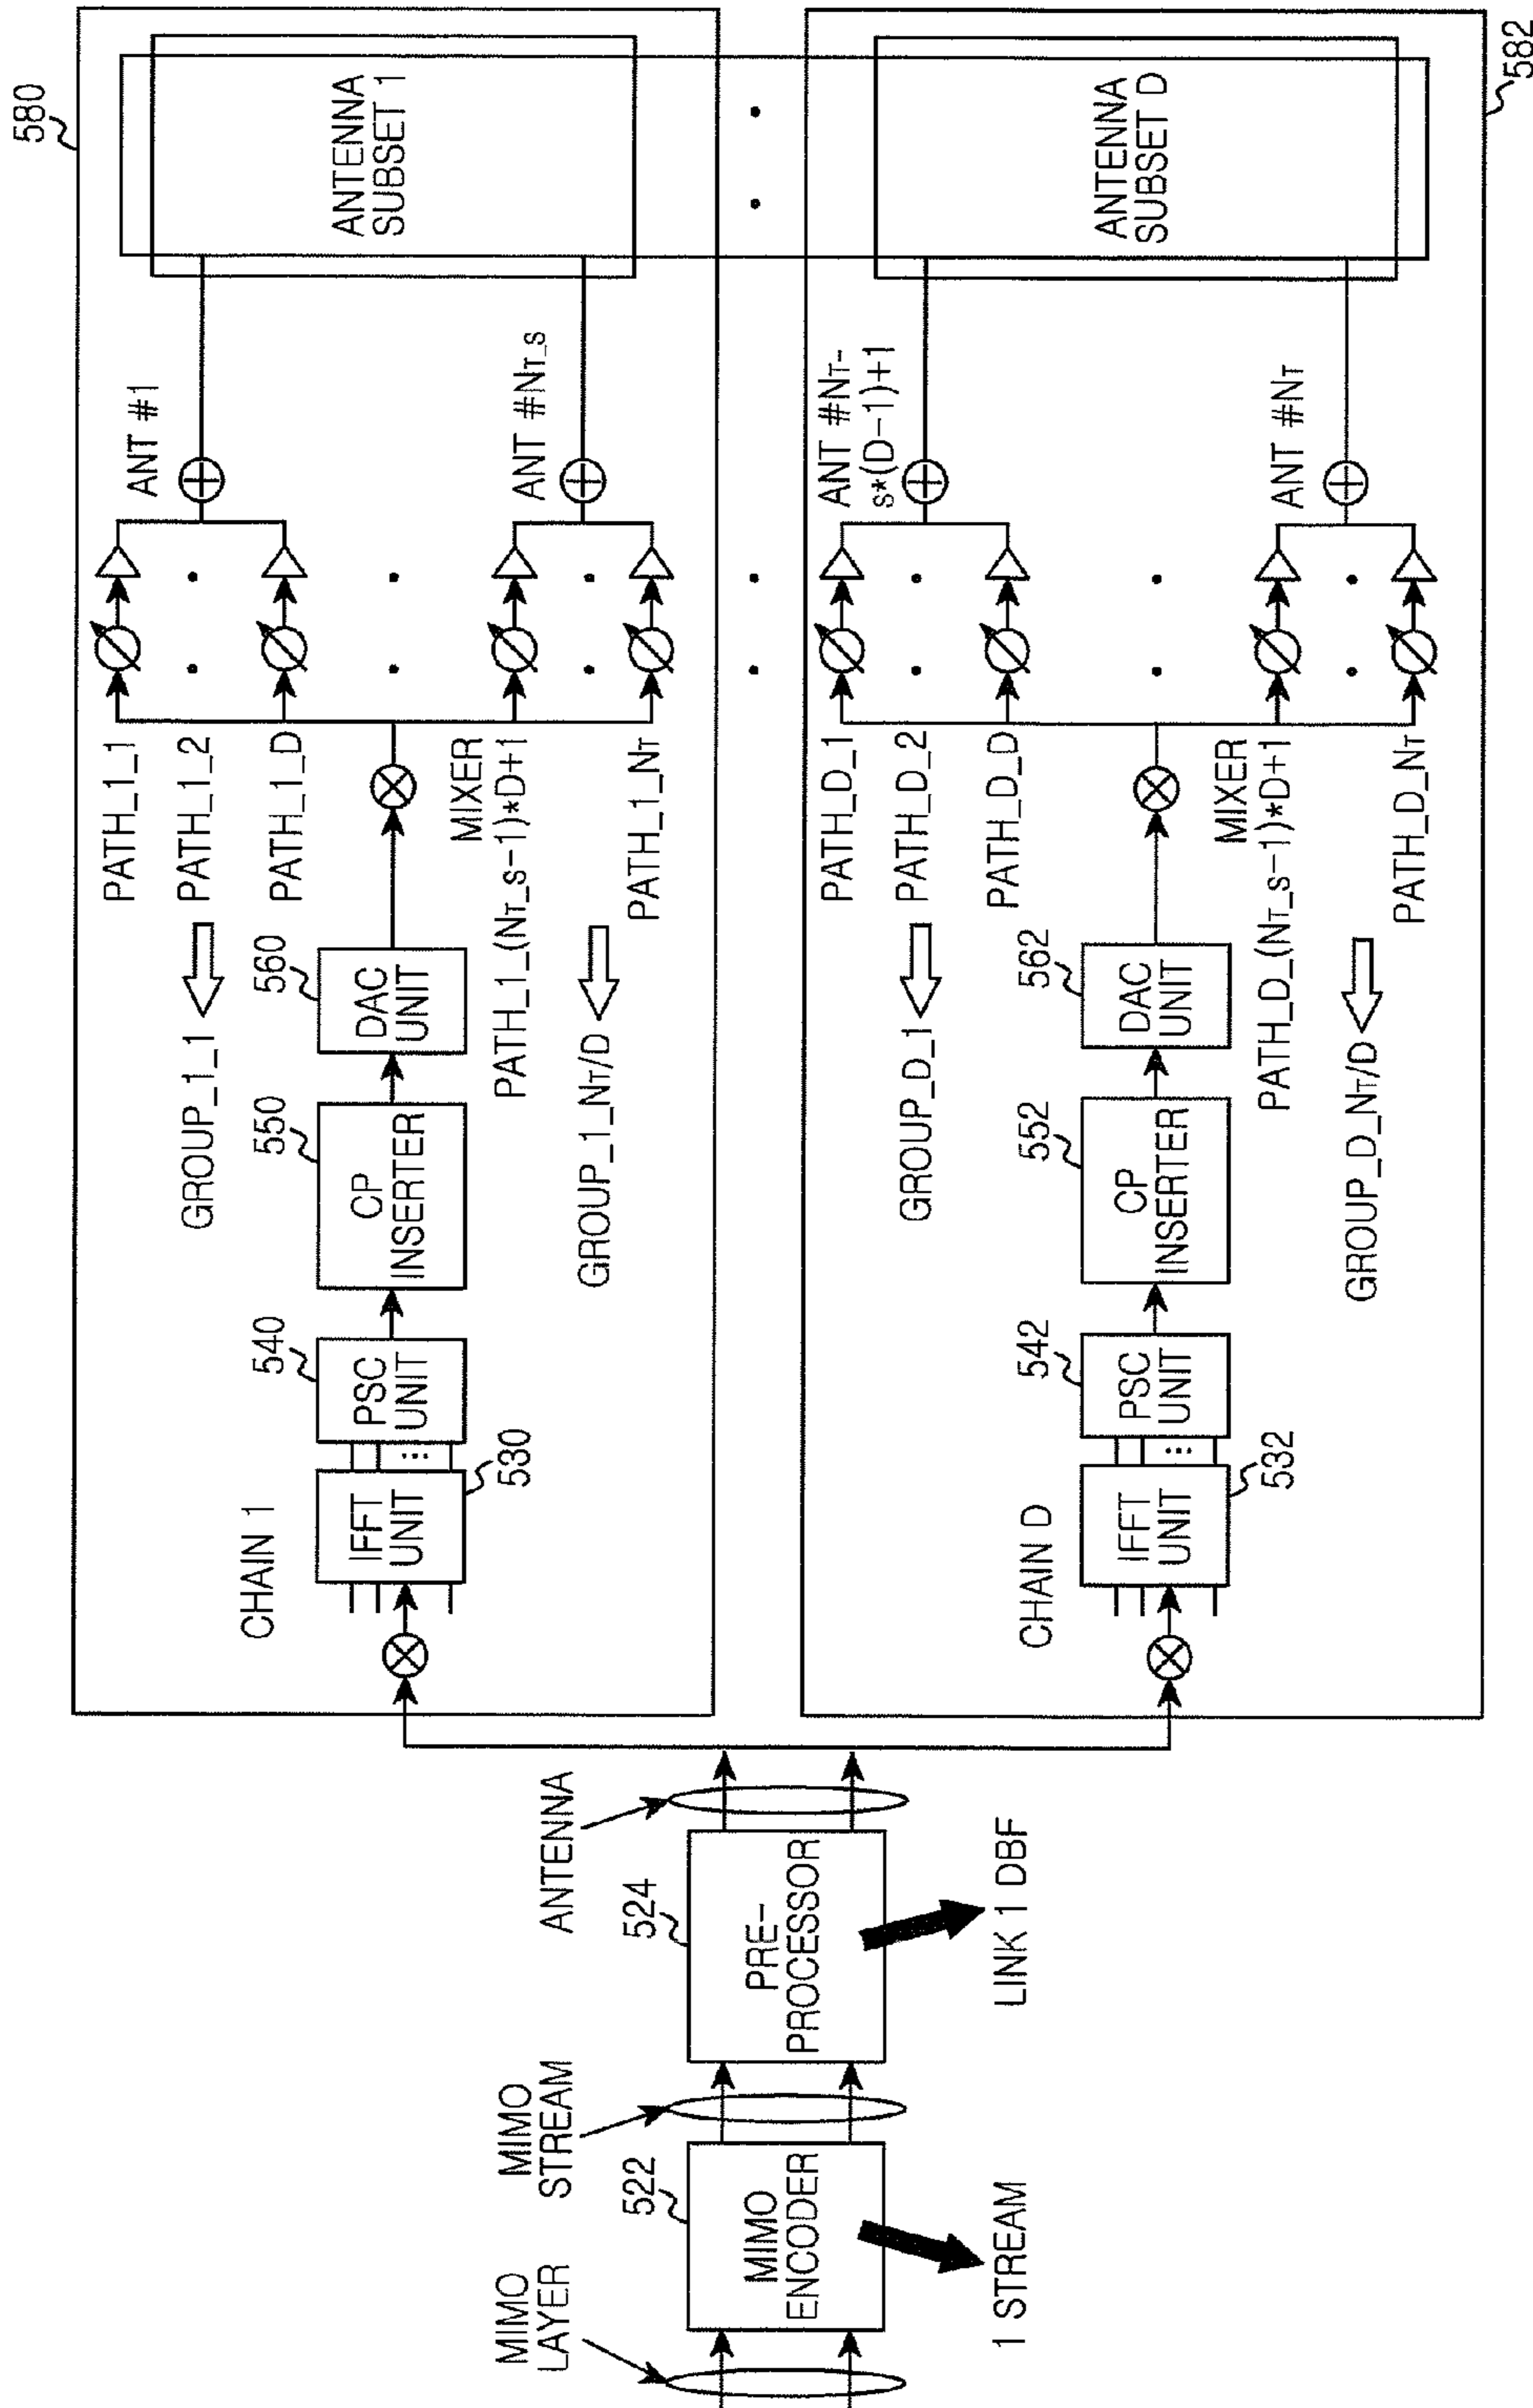 MIMO
LAYER
522
MIMO
ENCODER
1 STREAM
MIMO
STREAM
524
PRE-
PROCESSOR
LINK 1 DBF
ANTENNA
580
CHAIN 1
IFFT
UNIT
530
540
PSC
UNIT
550
CP
INSERTER
560
DAC
UNIT
GROUP_1_1
GROUP_1_NT/D
PATH_1_1
PATH_1_2
PATH_1_D
MIXER
PATH_1_(NT_s-1)*D+1
PATH_1_NT
ANT #1
ANT #NT_s
ANTENNA
SUBSET 1
CHAIN D
IFFT
UNIT
532
542
PSC
UNIT
552
CP
INSERTER
562
DAC
UNIT
GROUP_D_1
GROUP_D_NT/D
PATH_D_1
PATH_D_2
PATH_D_D
MIXER
PATH_D_(NT_s-1)*D+1
PATH_D_NT
ANT #NT-
s*(D-1)+1
ANT #NT
ANTENNA
SUBSET D
582